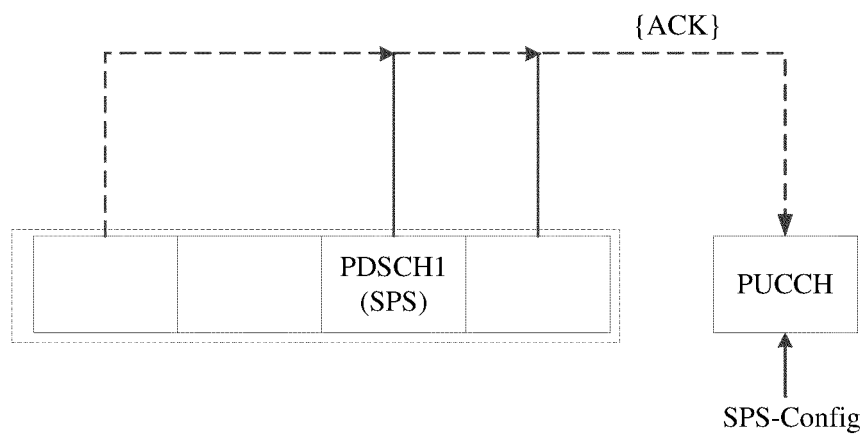 {ACK}
PDSCH1
(SPS)
PUCCH
SPS-Config